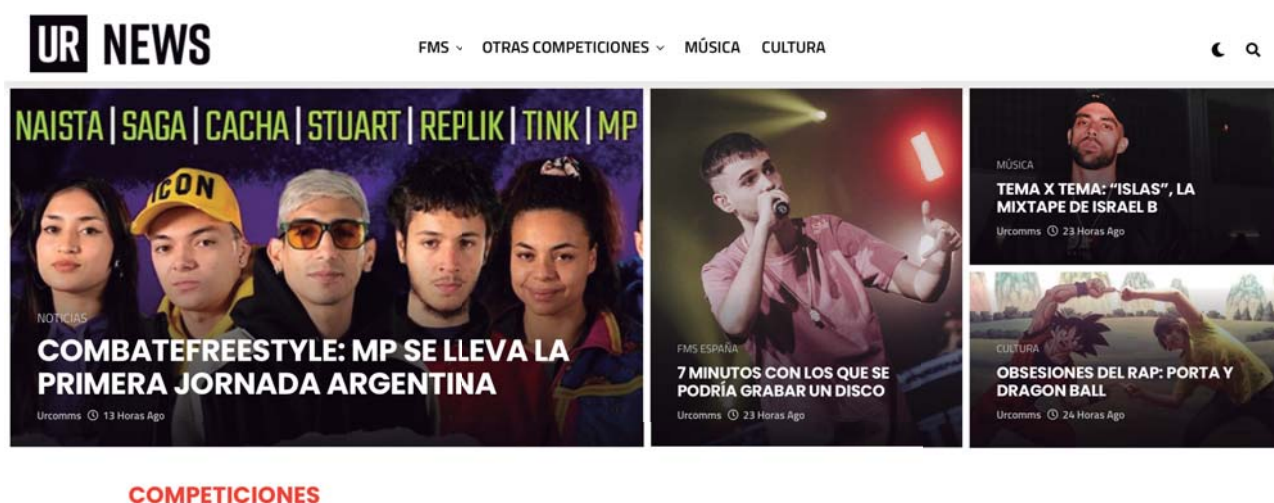 UR NEWS
FMS OTRAS COMPETICIONES MÚSICA CULTURA
NAISTA | SAGA | CACHA | STUART | REPLIK | TINK | MP
ICON
NOTICIAS
COMBATEFREESTYLE: MP SE LLEVA LA
PRIMERA JORNADA ARGENTINA
Urcomms 13 Horas Ago
FMS ESPAÑA
7 MINUTOS CON LOS QUE SE
PODRÍA GRABAR UN DISCO
Urcomms 23 Horas Ago
MÚSICA
TEMA X TEMA: “ISLAS”, LA
MIXTAPE DE ISRAEL B
Urcomms 23 Horas Ago
CULTURA
OBSESIONES DEL RAP: PORTA Y
DRAGON BALL
Urcomms 24 Horas Ago
COMPETICIONES